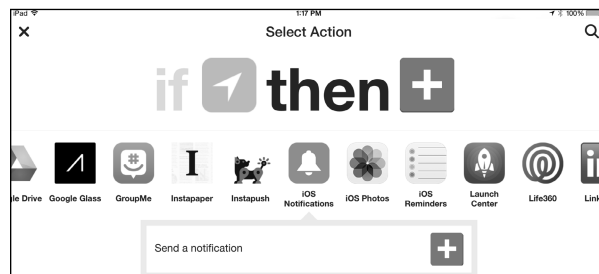 iPad 1:17 PM 100%
Select Action
if then
le Drive Google Glass GroupMe Instapaper Instapush iOS Notifications iOS Photos iOS Reminders Launch Center Life360 Link
Send a notification